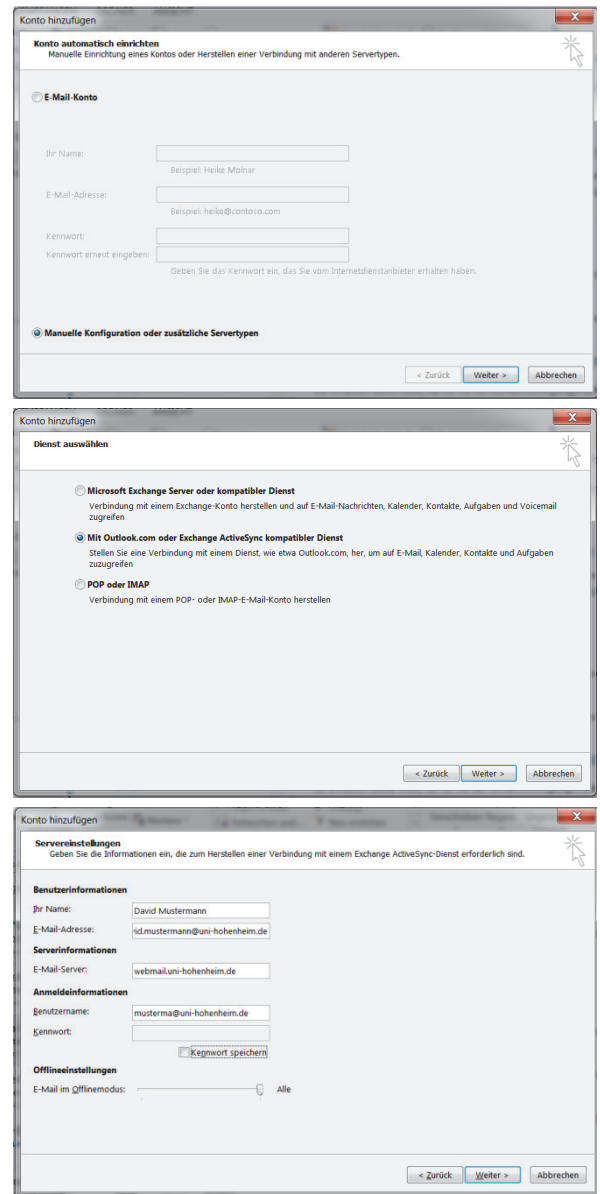 Konto hinzufügen
Konto automatisch einrichten
Manuelle Einrichtung eines Kontos oder Herstellen einer Verbindung mit anderen Servertypen.
E-Mail-Konto
Ihr Name:
Beispiel: Heike Molnar
E-Mail-Adresse:
Beispiel: heike@contoso.com
Kennwort:
Kennwort erneut eingeben:
Geben Sie das Kennwort ein, das Sie vom Internetdienstanbieter erhalten haben.
Manuelle Konfiguration oder zusätzliche Servertypen
< Zurück Weiter > Abbrechen
Konto hinzufügen
Dienst auswählen
Microsoft Exchange Server oder kompatibler Dienst
Verbindung mit einem Exchange-Konto herstellen und auf E-Mail-Nachrichten, Kalender, Kontakte, Aufgaben und Voicemail
zugreifen
Mit Outlook.com oder Exchange ActiveSync kompatibler Dienst
Stellen Sie eine Verbindung mit einem Dienst, wie etwa Outlook.com, her, um auf E-Mail, Kalender, Kontakte und Aufgaben
zuzugreifen
POP oder IMAP
Verbindung mit einem POP- oder IMAP-E-Mail-Konto herstellen
< Zurück Weiter > Abbrechen
Konto hinzufügen
Servereinstellungen
Geben Sie die Informationen ein, die zum Herstellen einer Verbindung mit einem Exchange ActiveSync-Dienst erforderlich sind.
Benutzerinformationen
Ihr Name: David Mustermann
E-Mail-Adresse: id.mustermann@uni-hohenheim.de
Serverinformationen
E-Mail-Server: webmail.uni-hohenheim.de
Anmeldeinformationen
Benutzername: musterma@uni-hohenheim.de
Kennwort:
Kennwort speichern
Offlineeinstellungen
E-Mail im Offlinemodus: Alle
< Zurück Weiter > Abbrechen